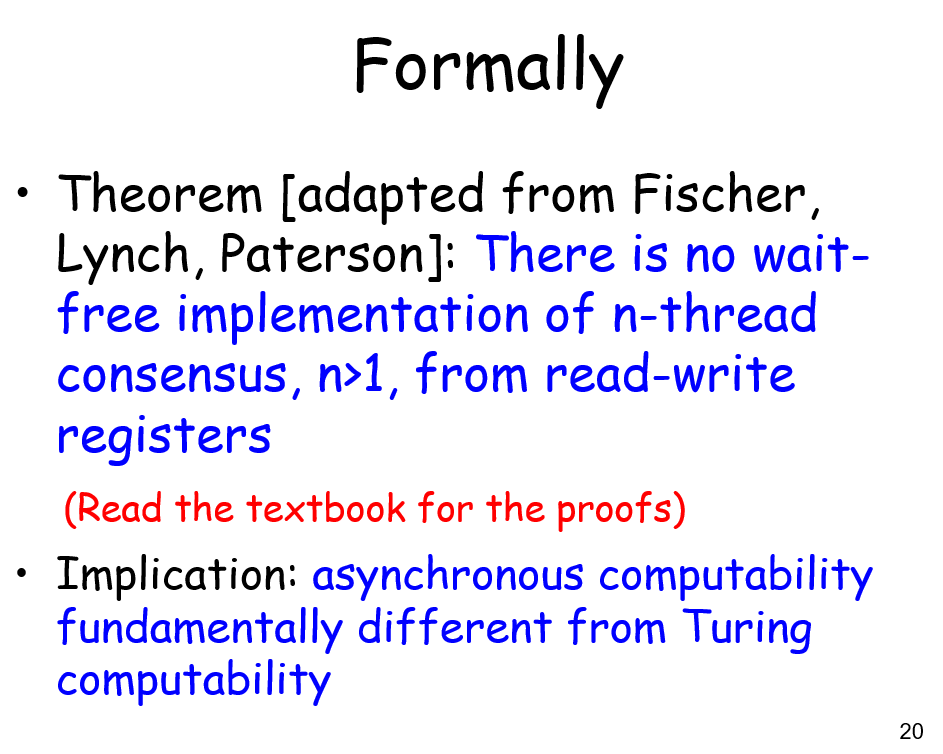 Formally
• Theorem [adapted from Fischer,
Lynch, Paterson]: There is no wait-
free implementation of n-thread
consensus, n>1, from read-write
registers
(Read the textbook for the proofs)
• Implication: asynchronous computability
fundamentally different from Turing
computability
20